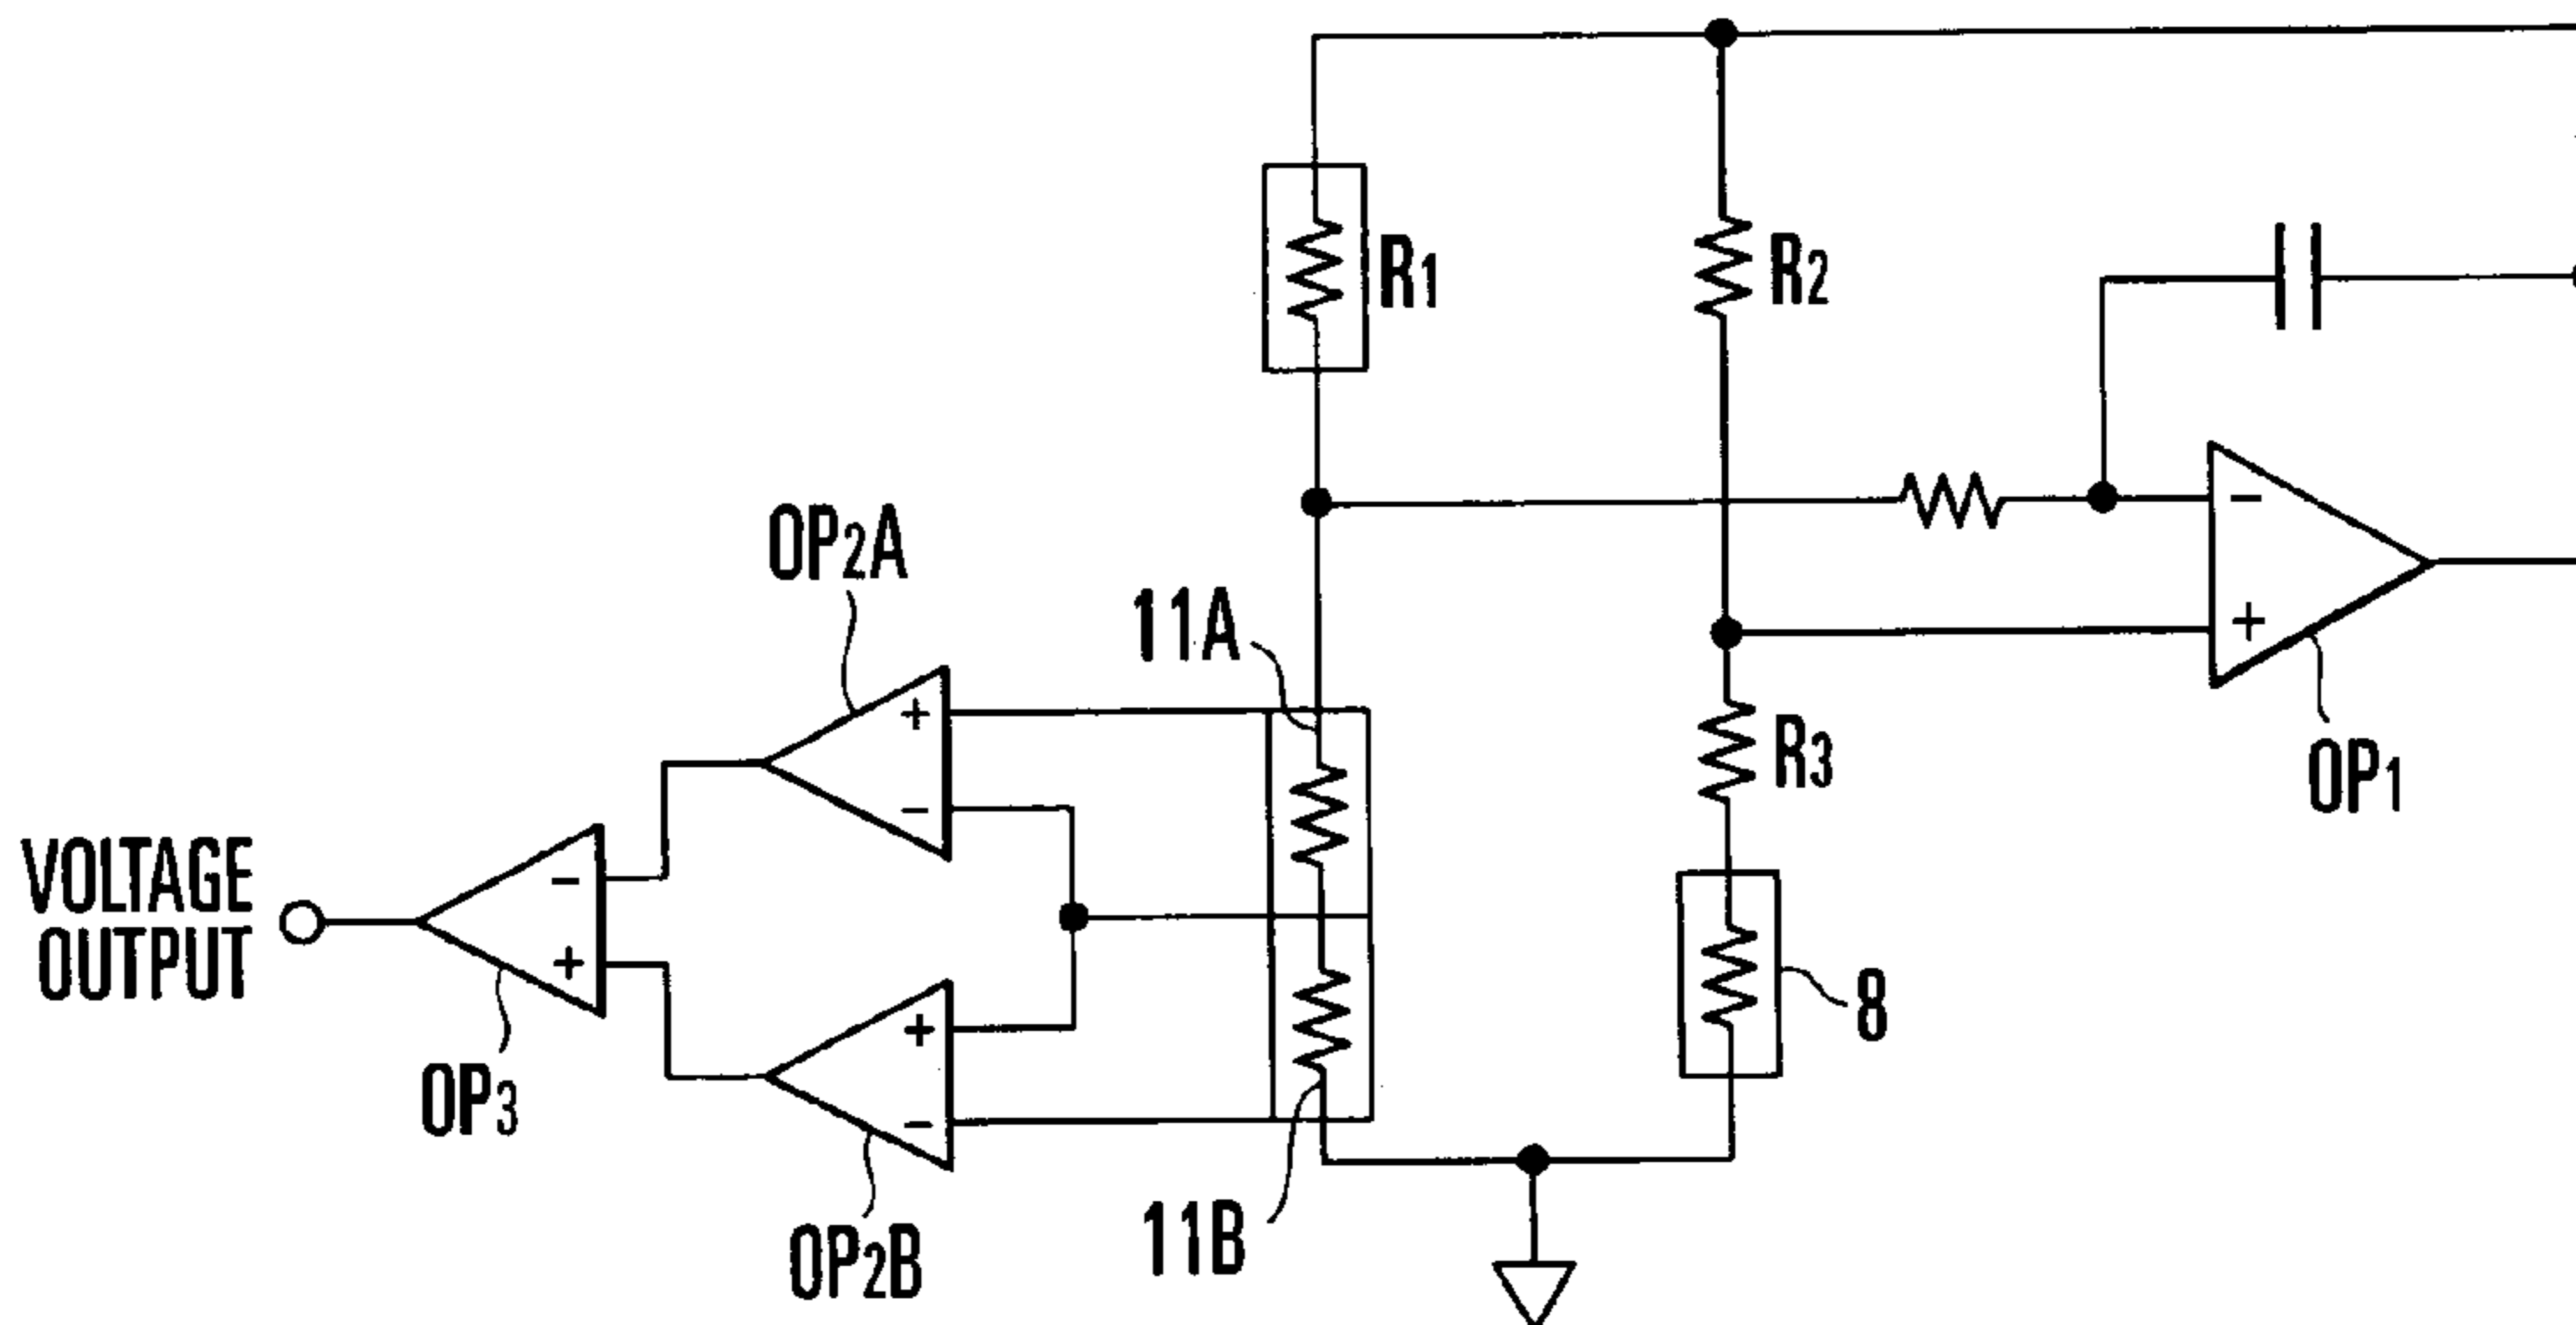 R1
R2
OP2A
11A
-
+
+
R3
OP1
-
VOLTAGE
OUTPUT
-
+
8
+
OP3
-
11B
OP2B